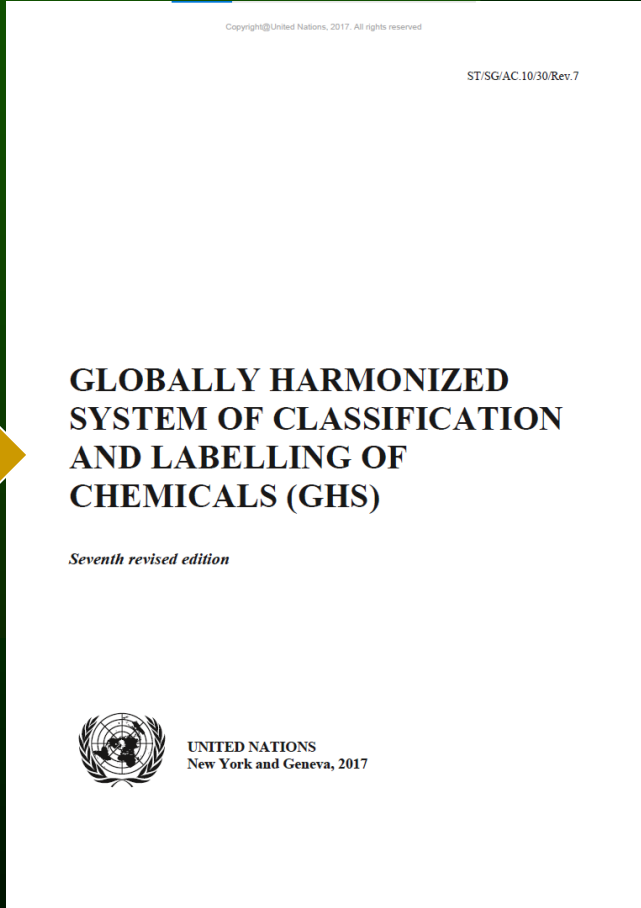 Copyright@United Nations, 2017. All rights reserved
ST/SG/AC.10/30/Rev.7
GLOBALLY HARMONIZED
SYSTEM OF CLASSIFICATION
AND LABELLING OF
CHEMICALS (GHS)
Seventh revised edition
UNITED NATIONS
New York and Geneva, 2017